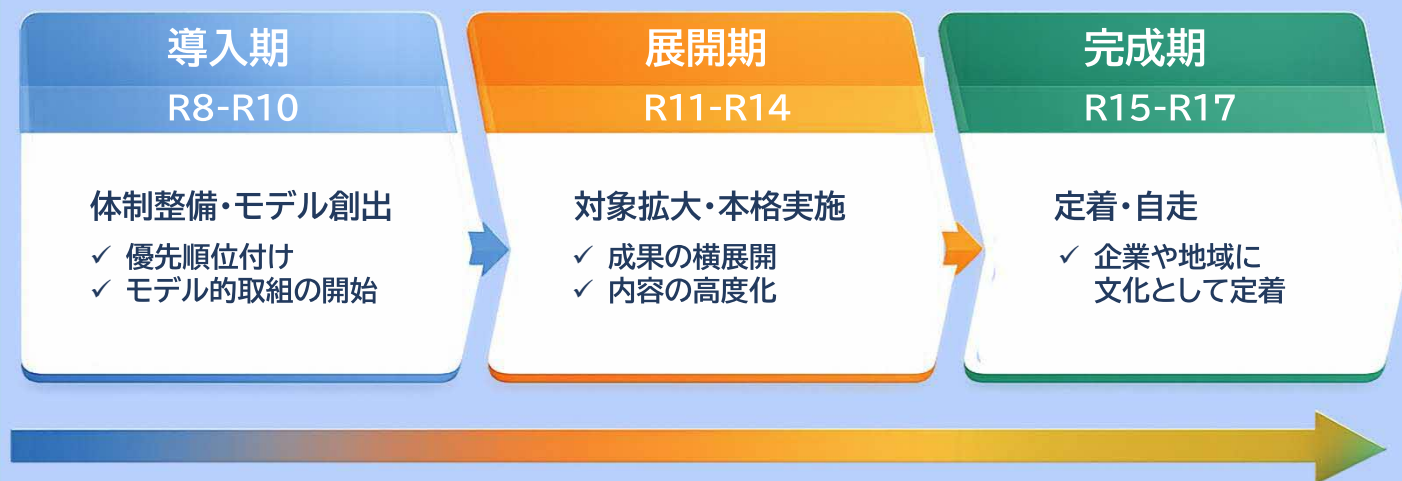 導入期
R8-R10
体制整備・モデル創出
✓ 優先順位付け
✓ モデル的取組の開始
展開期
R11-R14
対象拡大・本格実施
✓ 成果の横展開
✓ 内容の高度化
完成期
R15-R17
定着・自走
✓ 企業や地域に
文化として定着